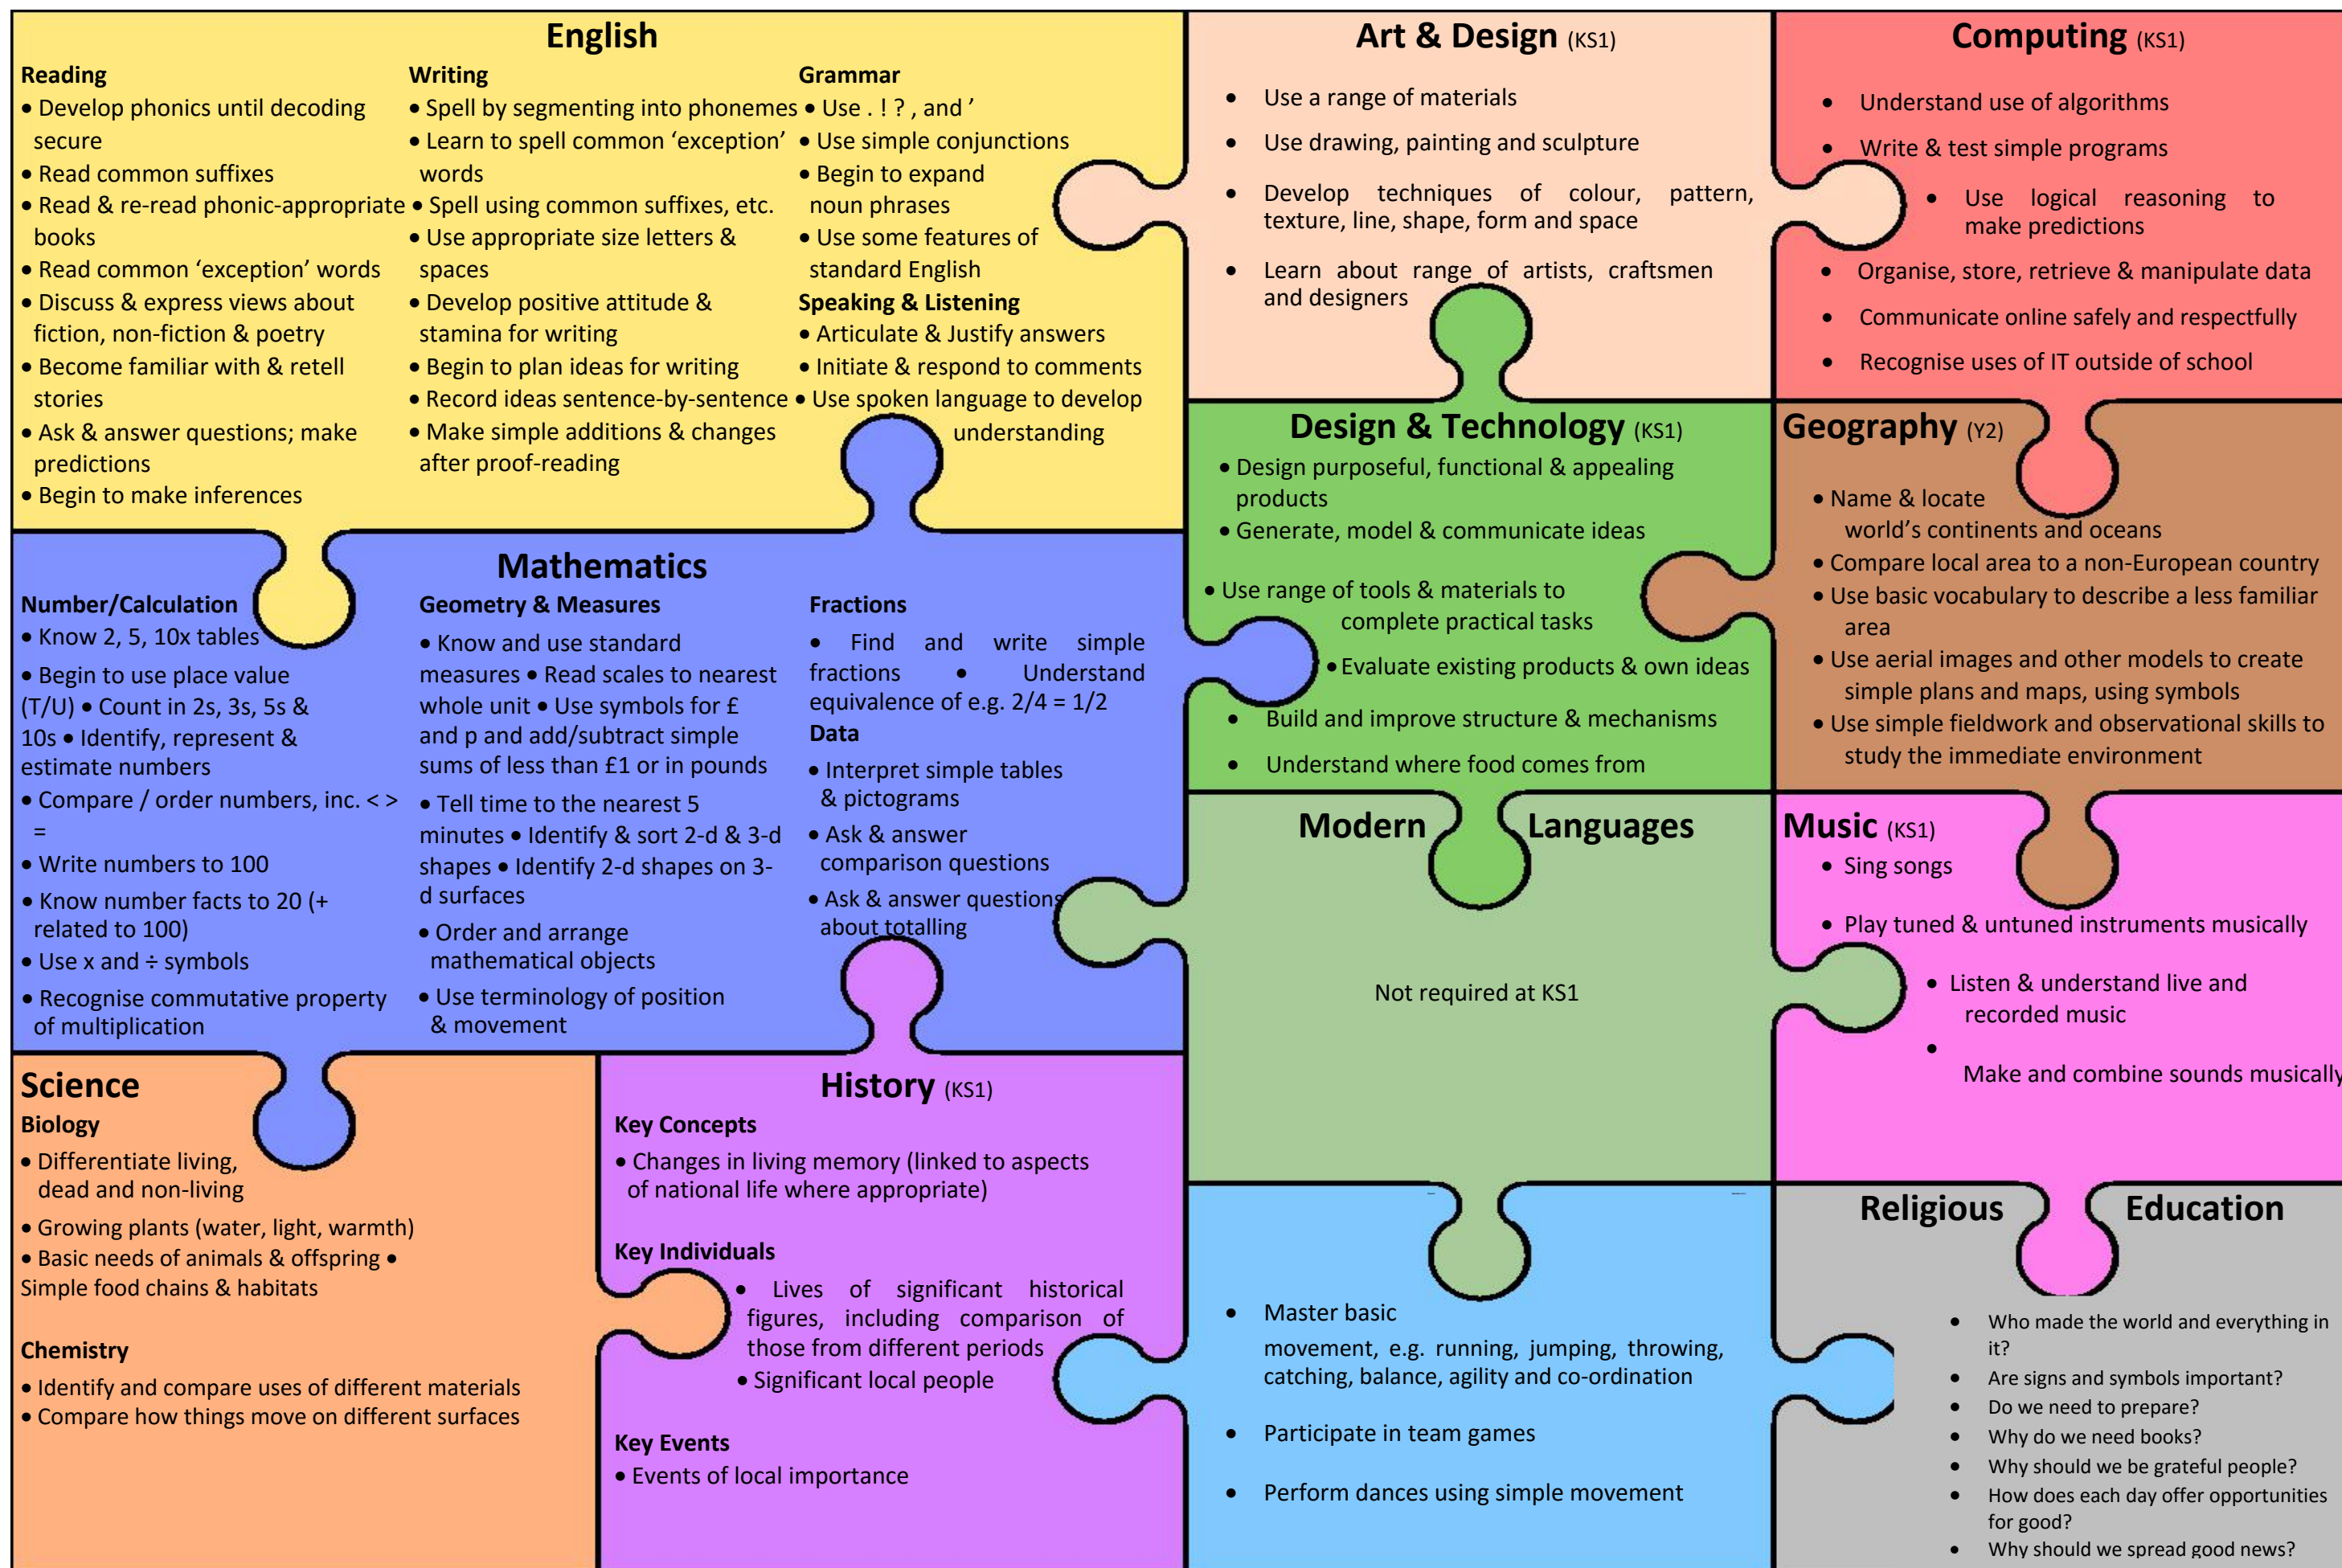 English
Reading
• Develop phonics until decoding
secure
• Read common suffixes
• Read & re-read phonic-appropriate
books
• Read common ‘exception’ words
• Discuss & express views about
fiction, non-fiction & poetry
• Become familiar with & retell
stories
• Ask & answer questions; make
predictions
• Begin to make inferences
Writing
• Spell by segmenting into phonemes
• Learn to spell common ‘exception’
words
• Spell using common suffixes, etc.
• Use appropriate size letters &
spaces
• Develop positive attitude &
stamina for writing
• Begin to plan ideas for writing
• Record ideas sentence-by-sentence
• Make simple additions & changes
after proof-reading
Grammar
• Use . ! ? , and ’
• Use simple conjunctions
• Begin to expand
noun phrases
• Use some features of
standard English
Speaking & Listening
• Articulate & Justify answers
• Initiate & respond to comments
• Use spoken language to develop
understanding
Art & Design (KS1)
• Use a range of materials
• Use drawing, painting and sculpture
• Develop techniques of colour, pattern,
texture, line, shape, form and space
• Learn about range of artists, craftsmen
and designers
Computing (KS1)
• Understand use of algorithms
• Write & test simple programs
• Use logical reasoning to
make predictions
• Organise, store, retrieve & manipulate data
• Communicate online safely and respectfully
• Recognise uses of IT outside of school
Mathematics
Number/Calculation
• Know 2, 5, 10x tables
• Begin to use place value
(T/U) • Count in 2s, 3s, 5s &
10s • Identify, represent &
estimate numbers
• Compare / order numbers, inc. < >
=
• Write numbers to 100
• Know number facts to 20 (+
related to 100)
• Use x and ÷ symbols
• Recognise commutative property
of multiplication
Geometry & Measures
• Know and use standard
measures • Read scales to nearest
whole unit • Use symbols for £
and p and add/subtract simple
sums of less than £1 or in pounds
• Tell time to the nearest 5
minutes • Identify & sort 2-d & 3-d
shapes • Identify 2-d shapes on 3-
d surfaces
• Order and arrange
mathematical objects
• Use terminology of position
& movement
Fractions
• Find and write simple
fractions • Understand
equivalence of e.g. 2/4 = 1/2
Data
• Interpret simple tables
& pictograms
• Ask & answer
comparison questions
• Ask & answer questions
about totalling
Design & Technology (KS1)
• Design purposeful, functional & appealing
products
• Generate, model & communicate ideas
• Use range of tools & materials to
complete practical tasks
• Evaluate existing products & own ideas
• Build and improve structure & mechanisms
• Understand where food comes from
Geography (Y2)
• Name & locate
world’s continents and oceans
• Compare local area to a non-European country
• Use basic vocabulary to describe a less familiar
area
• Use aerial images and other models to create
simple plans and maps, using symbols
• Use simple fieldwork and observational skills to
study the immediate environment
Modern Languages
Not required at KS1
Music (KS1)
• Sing songs
• Play tuned & untuned instruments musically
• Listen & understand live and
recorded music
•
Make and combine sounds musically
Science
Biology
• Differentiate living,
dead and non-living
• Growing plants (water, light, warmth)
• Basic needs of animals & offspring •
Simple food chains & habitats
Chemistry
• Identify and compare uses of different materials
• Compare how things move on different surfaces
History (KS1)
Key Concepts
• Changes in living memory (linked to aspects
of national life where appropriate)
Key Individuals
• Lives of significant historical
figures, including comparison of
those from different periods
• Significant local people
Key Events
• Events of local importance
• Master basic
movement, e.g. running, jumping, throwing,
catching, balance, agility and co-ordination
• Participate in team games
• Perform dances using simple movement
Religious Education
• Who made the world and everything in
it?
• Are signs and symbols important?
• Do we need to prepare?
• Why do we need books?
• Why should we be grateful people?
• How does each day offer opportunities
for good?
• Why should we spread good news?